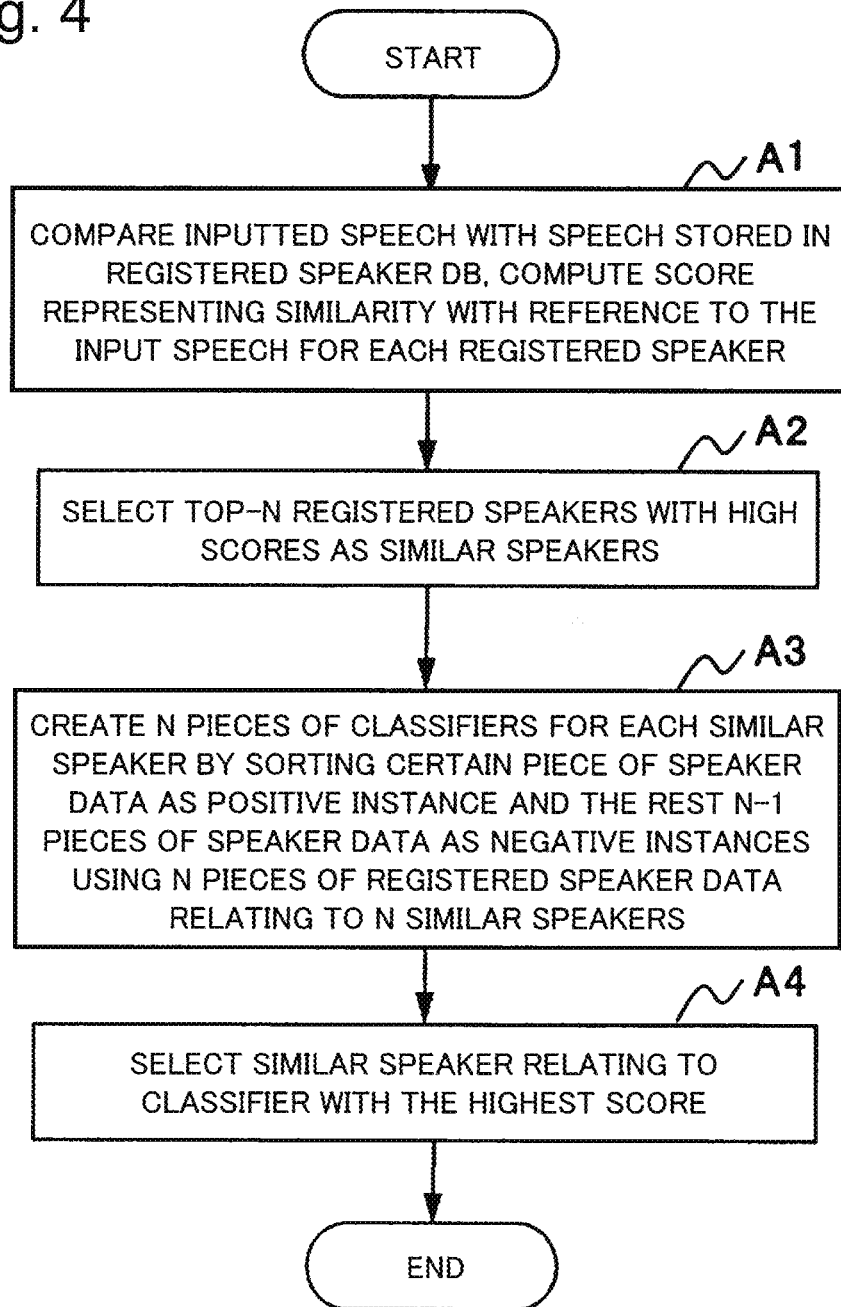 g. 4
START
A1
COMPARE INPUTTED SPEECH WITH SPEECH STORED IN
REGISTERED SPEAKER DB, COMPUTE SCORE
REPRESENTING SIMILARITY WITH REFERENCE TO THE
INPUT SPEECH FOR EACH REGISTERED SPEAKER
A2
SELECT TOP-N REGISTERED SPEAKERS WITH HIGH
SCORES AS SIMILAR SPEAKERS
A3
CREATE N PIECES OF CLASSIFIERS FOR EACH SIMILAR
SPEAKER BY SORTING CERTAIN PIECE OF SPEAKER
DATA AS POSITIVE INSTANCE AND THE REST N-1
PIECES OF SPEAKER DATA AS NEGATIVE INSTANCES
USING N PIECES OF REGISTERED SPEAKER DATA
RELATING TO N SIMILAR SPEAKERS
A4
SELECT SIMILAR SPEAKER RELATING TO
CLASSIFIER WITH THE HIGHEST SCORE
END